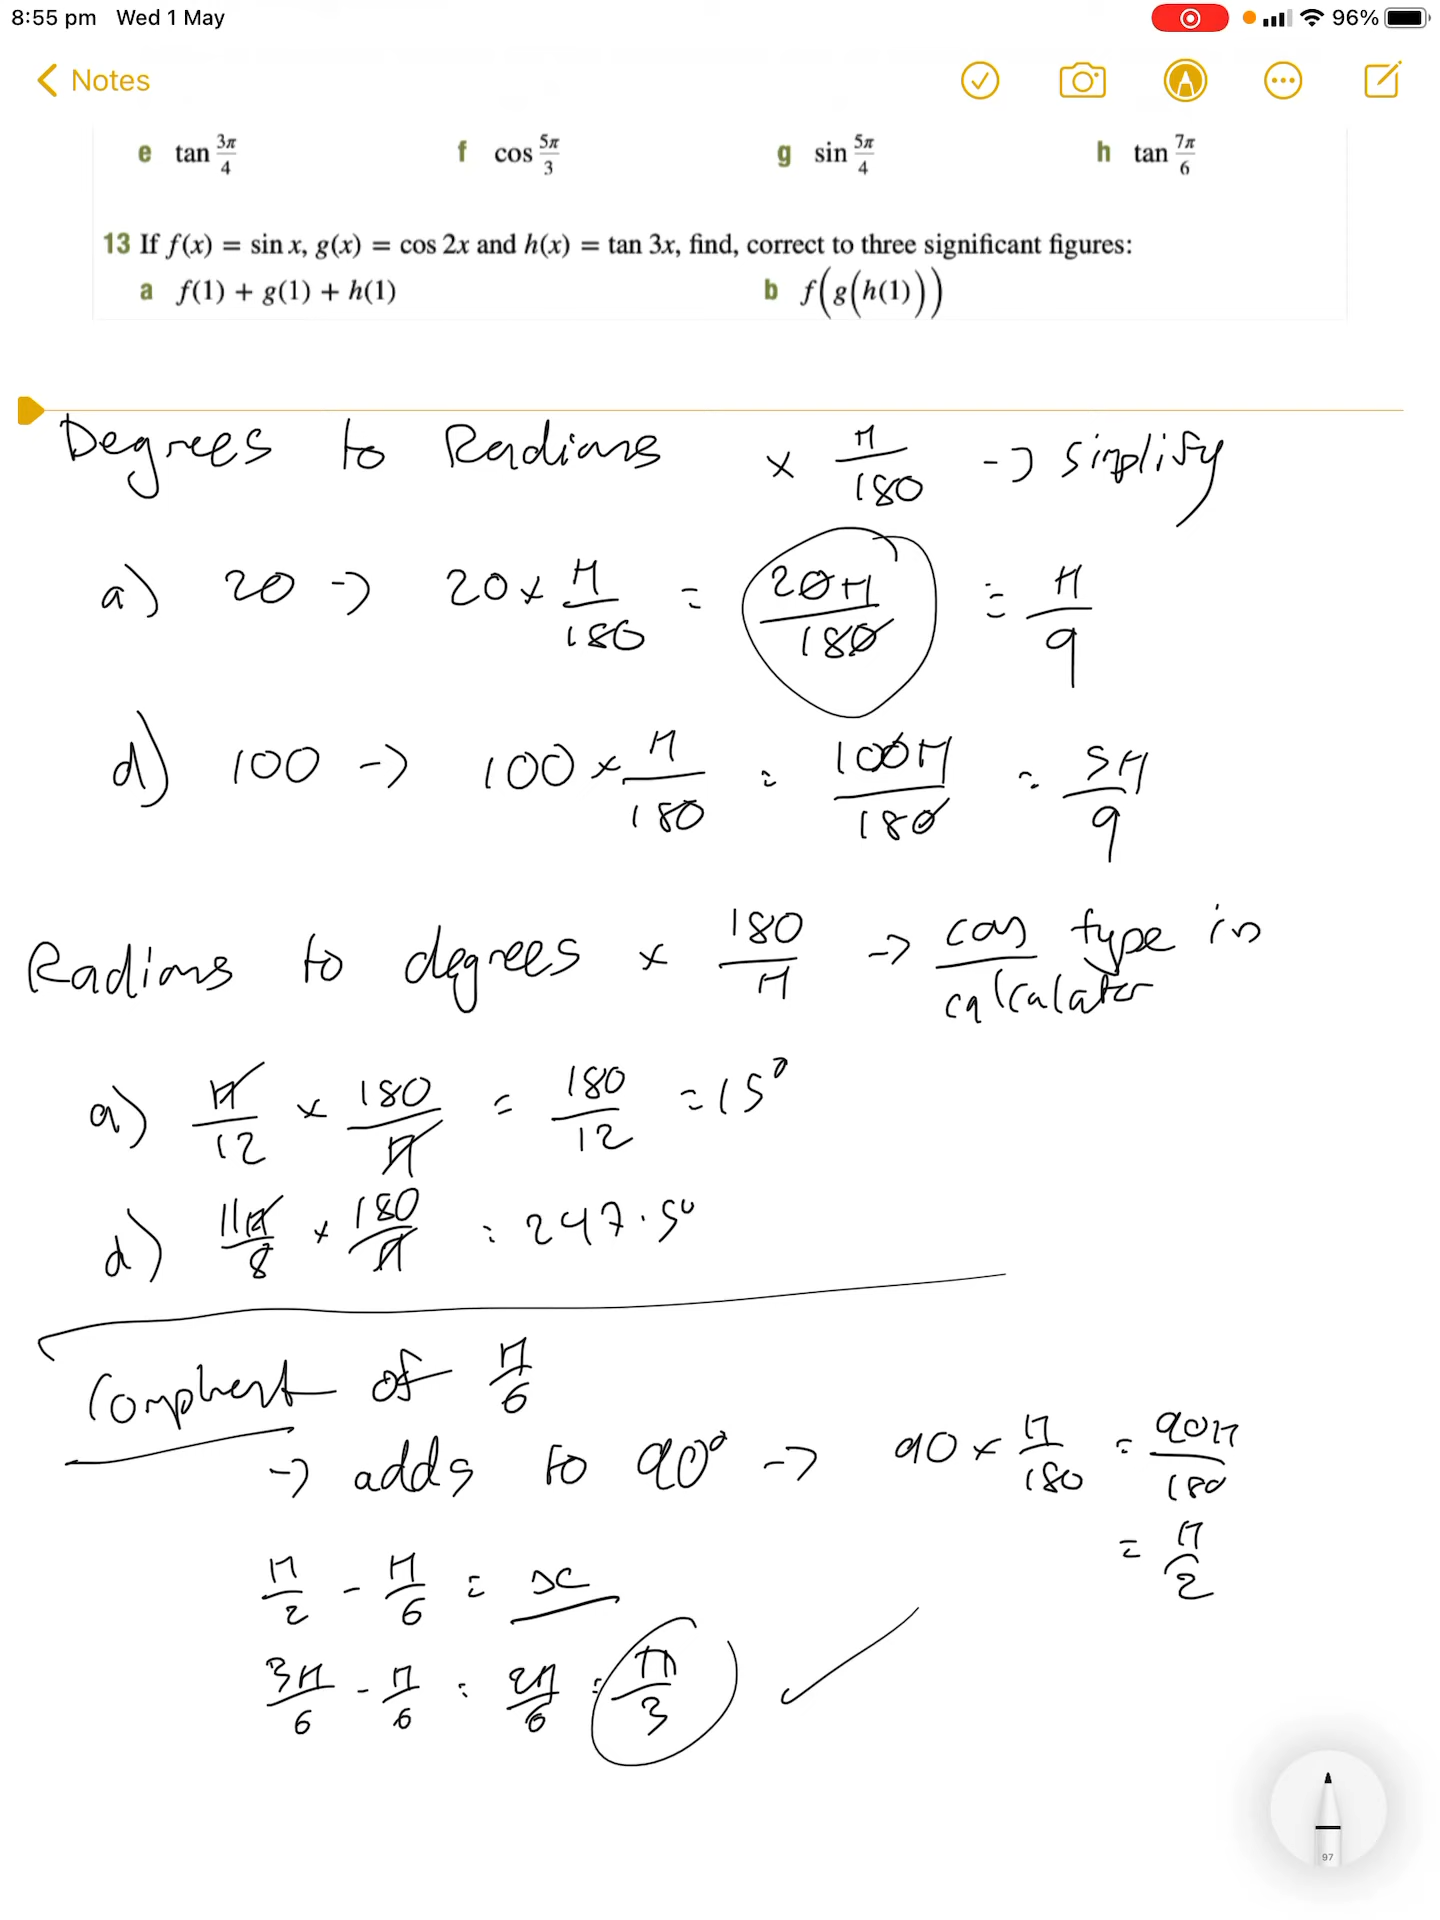 8:55 pm Wed 1 May 96%
Notes
e tan 3π/4 f cos 5π/3 g sin 5π/4 h tan 7π/6
13 If f(x) = sin x, g(x) = cos 2x and h(x) = tan 3x, find, correct to three significant figures:
a f(1) + g(1) + h(1) b f(g(h(1)))
Degrees to Radians × π/180 -> simplify
a) 20 -> 20 × π/180 = 20π/180 = π/9
d) 100 -> 100 × π/180 = 100π/180 = 5π/9
Radians to degrees × 180/π -> can type in
calculator
a) π/12 × 180/π = 180/12 = 15°
d) 11π/8 × 180/π = 247.5°
of π/6
-> adds to 90° -> 90 × π/180 = 90π/180
= π/2
π/2 - π/6 = x
3π/6 - π/6 = 2π/6 = π/3
97